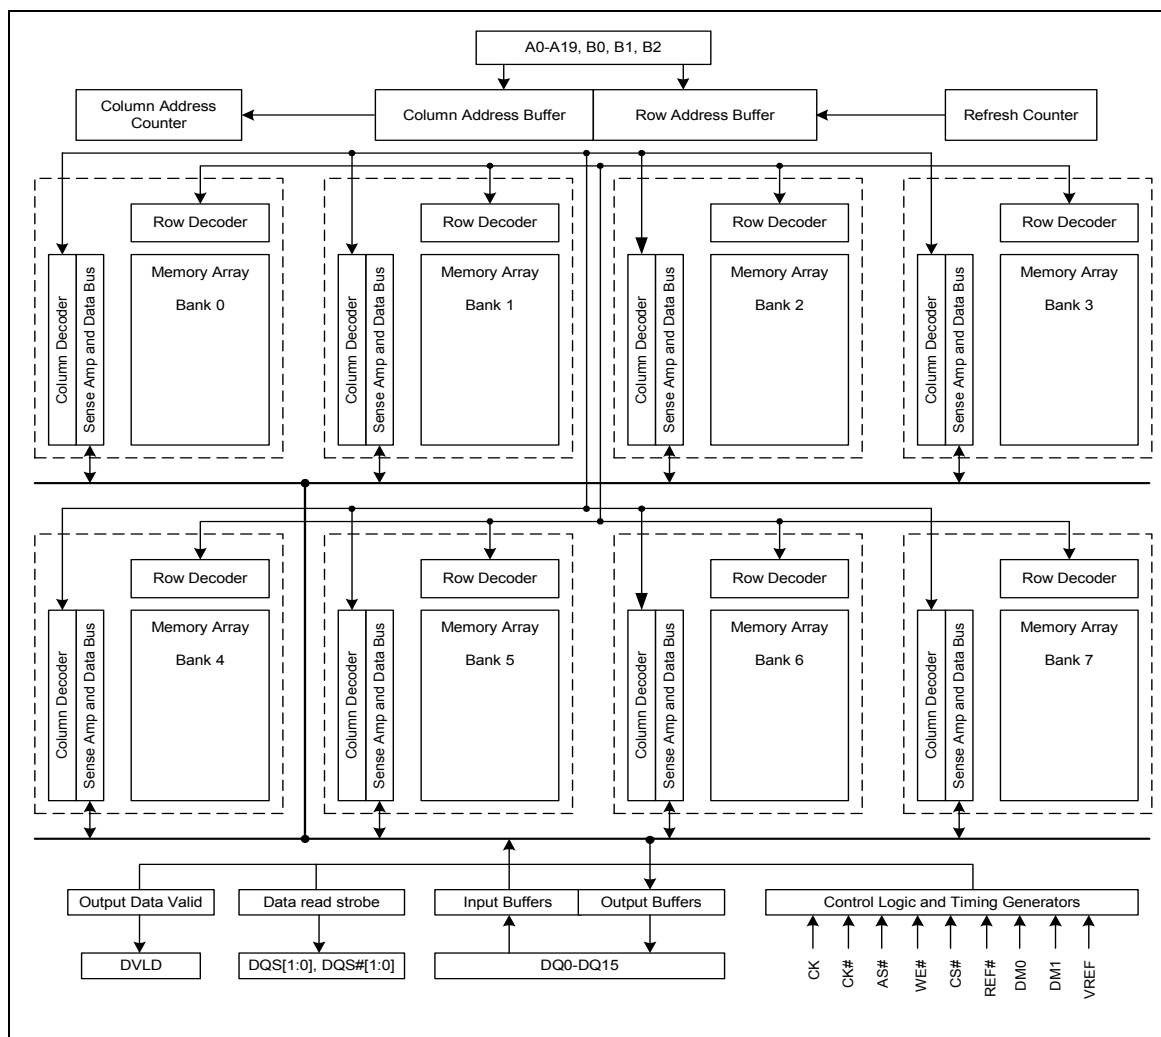 A0-A19, B0, B1, B2
Column Address
Counter
Column Address Buffer
Row Address Buffer
Refresh Counter
Row Decoder
Column Decoder
Sense Amp and Data Bus
Memory Array
Bank 0
Row Decoder
Column Decoder
Sense Amp and Data Bus
Memory Array
Bank 1
Row Decoder
Column Decoder
Sense Amp and Data Bus
Memory Array
Bank 2
Row Decoder
Column Decoder
Sense Amp and Data Bus
Memory Array
Bank 3
Row Decoder
Column Decoder
Sense Amp and Data Bus
Memory Array
Bank 4
Row Decoder
Column Decoder
Sense Amp and Data Bus
Memory Array
Bank 5
Row Decoder
Column Decoder
Sense Amp and Data Bus
Memory Array
Bank 6
Row Decoder
Column Decoder
Sense Amp and Data Bus
Memory Array
Bank 7
Output Data Valid
Data read strobe
Input Buffers
Output Buffers
Control Logic and Timing Generators
DVLD
DQS[1:0], DQS#[1:0]
DQ0-DQ15
CK
CK#
AS#
WE#
CS#
REF#
DM0
DM1
VREF